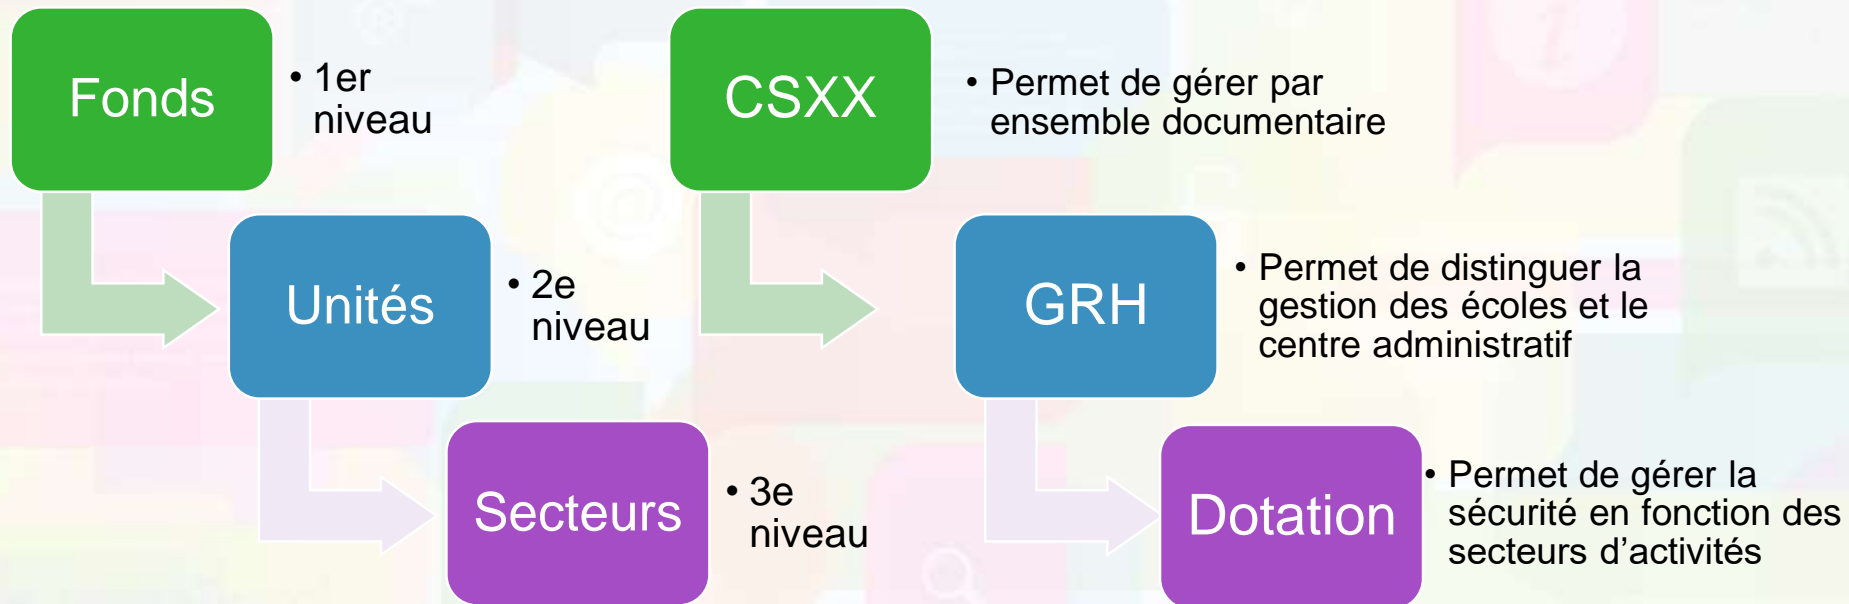 Fonds
• 1er
niveau
Unités
• 2e
niveau
Secteurs
• 3e
niveau
CSXX
• Permet de gérer par
ensemble documentaire
GRH
• Permet de distinguer la
gestion des écoles et le
centre administratif
Dotation
• Permet de gérer la
sécurité en fonction des
secteurs d’activités